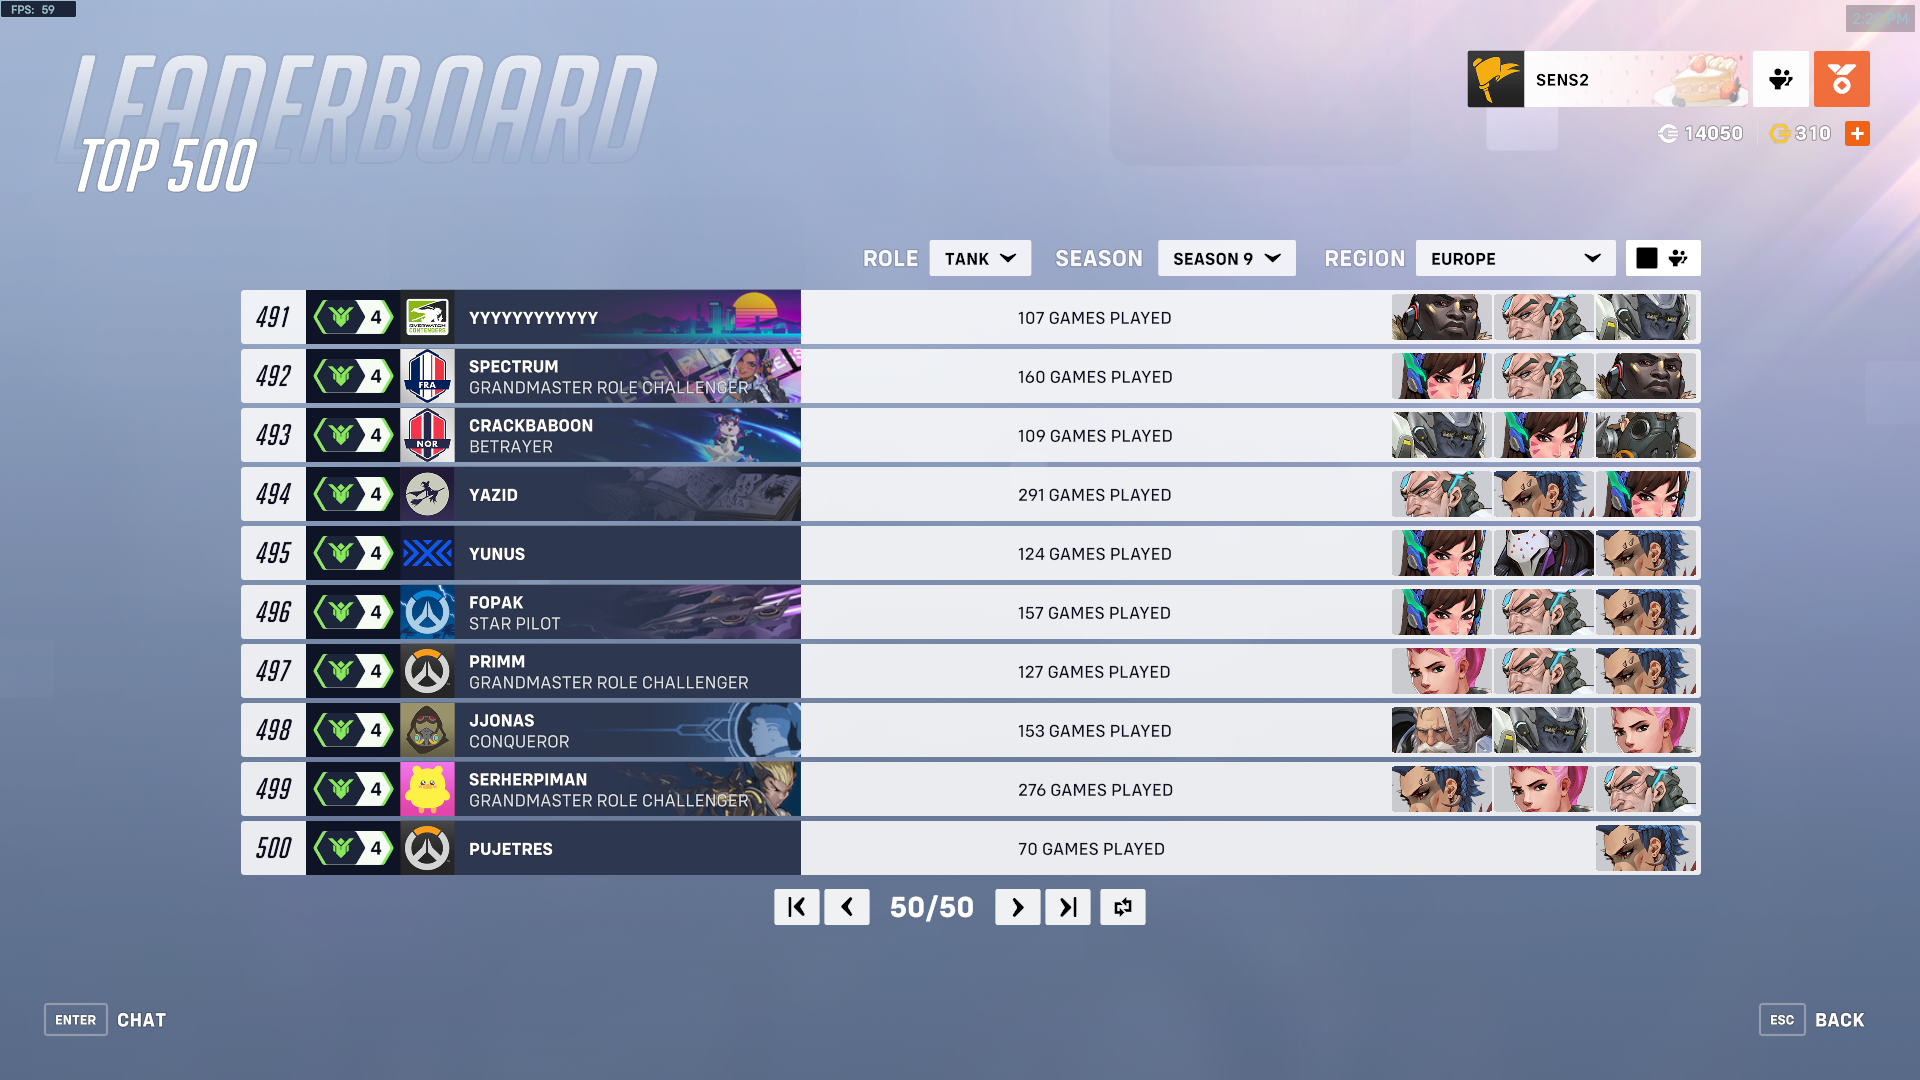 FPS: 59
LEADERBOARD
TOP 500
SENS2
14050 310
ROLE TANK SEASON SEASON 9 REGION EUROPE
491 4 YYYYYYYYYYYY 107 GAMES PLAYED
492 4 FRA SPECTRUM 160 GAMES PLAYED
GRANDMASTER ROLE CHALLENGER
493 4 NOR CRACKBABOON 109 GAMES PLAYED
BETRAYER
494 4 YAZID 291 GAMES PLAYED
495 4 YUNUS 124 GAMES PLAYED
496 4 FOPAK 157 GAMES PLAYED
STAR PILOT
497 4 PRIMM 127 GAMES PLAYED
GRANDMASTER ROLE CHALLENGER
498 4 JJONAS 153 GAMES PLAYED
CONQUEROR
499 4 SERHERPIMAN 276 GAMES PLAYED
GRANDMASTER ROLE CHALLENGER
500 4 PUJETRES 70 GAMES PLAYED
50/50
ENTER CHAT
ESC BACK